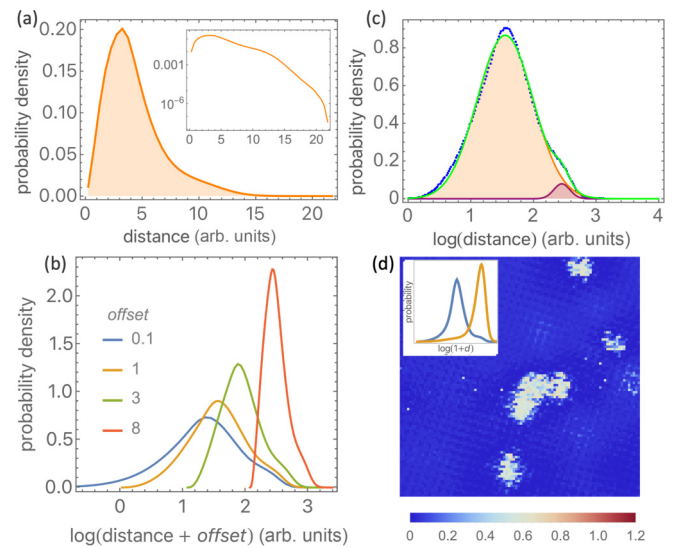 (a)
0.20
0.15
0.10
0.05
0.00
probability density
0.001
10^-6
0 5 10 15 20
0 5 10 15 20
distance (arb. units)
(c)
0.8
0.6
0.4
0.2
0
probability density
0 1 2 3 4
log(distance) (arb. units)
(b)
2.0
1.5
1.0
0.5
0.0
probability density
offset
0.1
1
3
8
0 1 2 3
log(distance + offset) (arb. units)
(d)
probability
log(1+d)
0 0.2 0.4 0.6 0.8 1.0 1.2